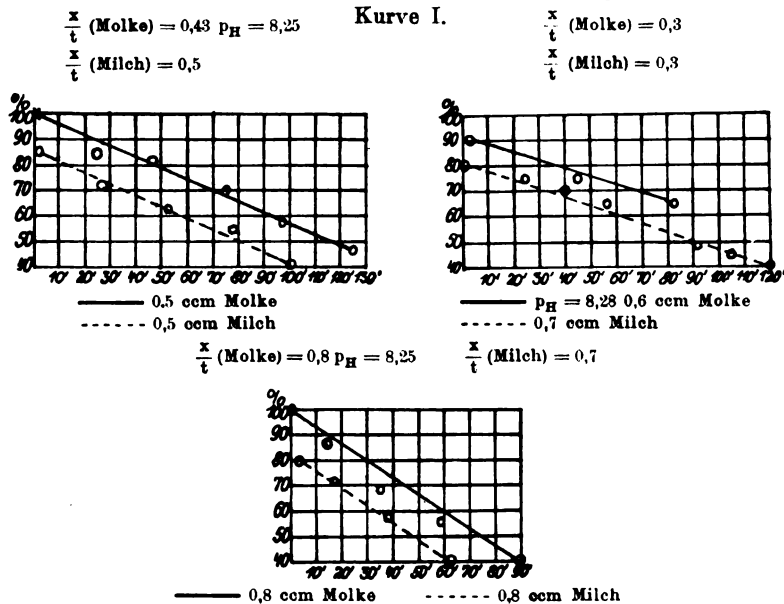 Kurve I.
x/t (Molke) = 0,43 pH = 8,25
x/t (Milch) = 0,5
x/t (Molke) = 0,3
x/t (Milch) = 0,3
%
100
90
80
70
60
50
40
10' 20' 30' 40' 50' 60' 70' 80' 90' 100' 110' 120' 130'
0,5 ccm Molke
0,5 ccm Milch
%
100
90
80
70
60
50
40
10' 20' 30' 40' 50' 60' 70' 80' 90' 100' 110' 120'
pH = 8,28 0,6 ccm Molke
0,7 ccm Milch
x/t (Molke) = 0,8 pH = 8,25 x/t (Milch) = 0,7
%
100
90
80
70
60
50
40
10' 20' 30' 40' 50' 60' 70' 80' 90'
0,8 ccm Molke 0,8 ccm Milch